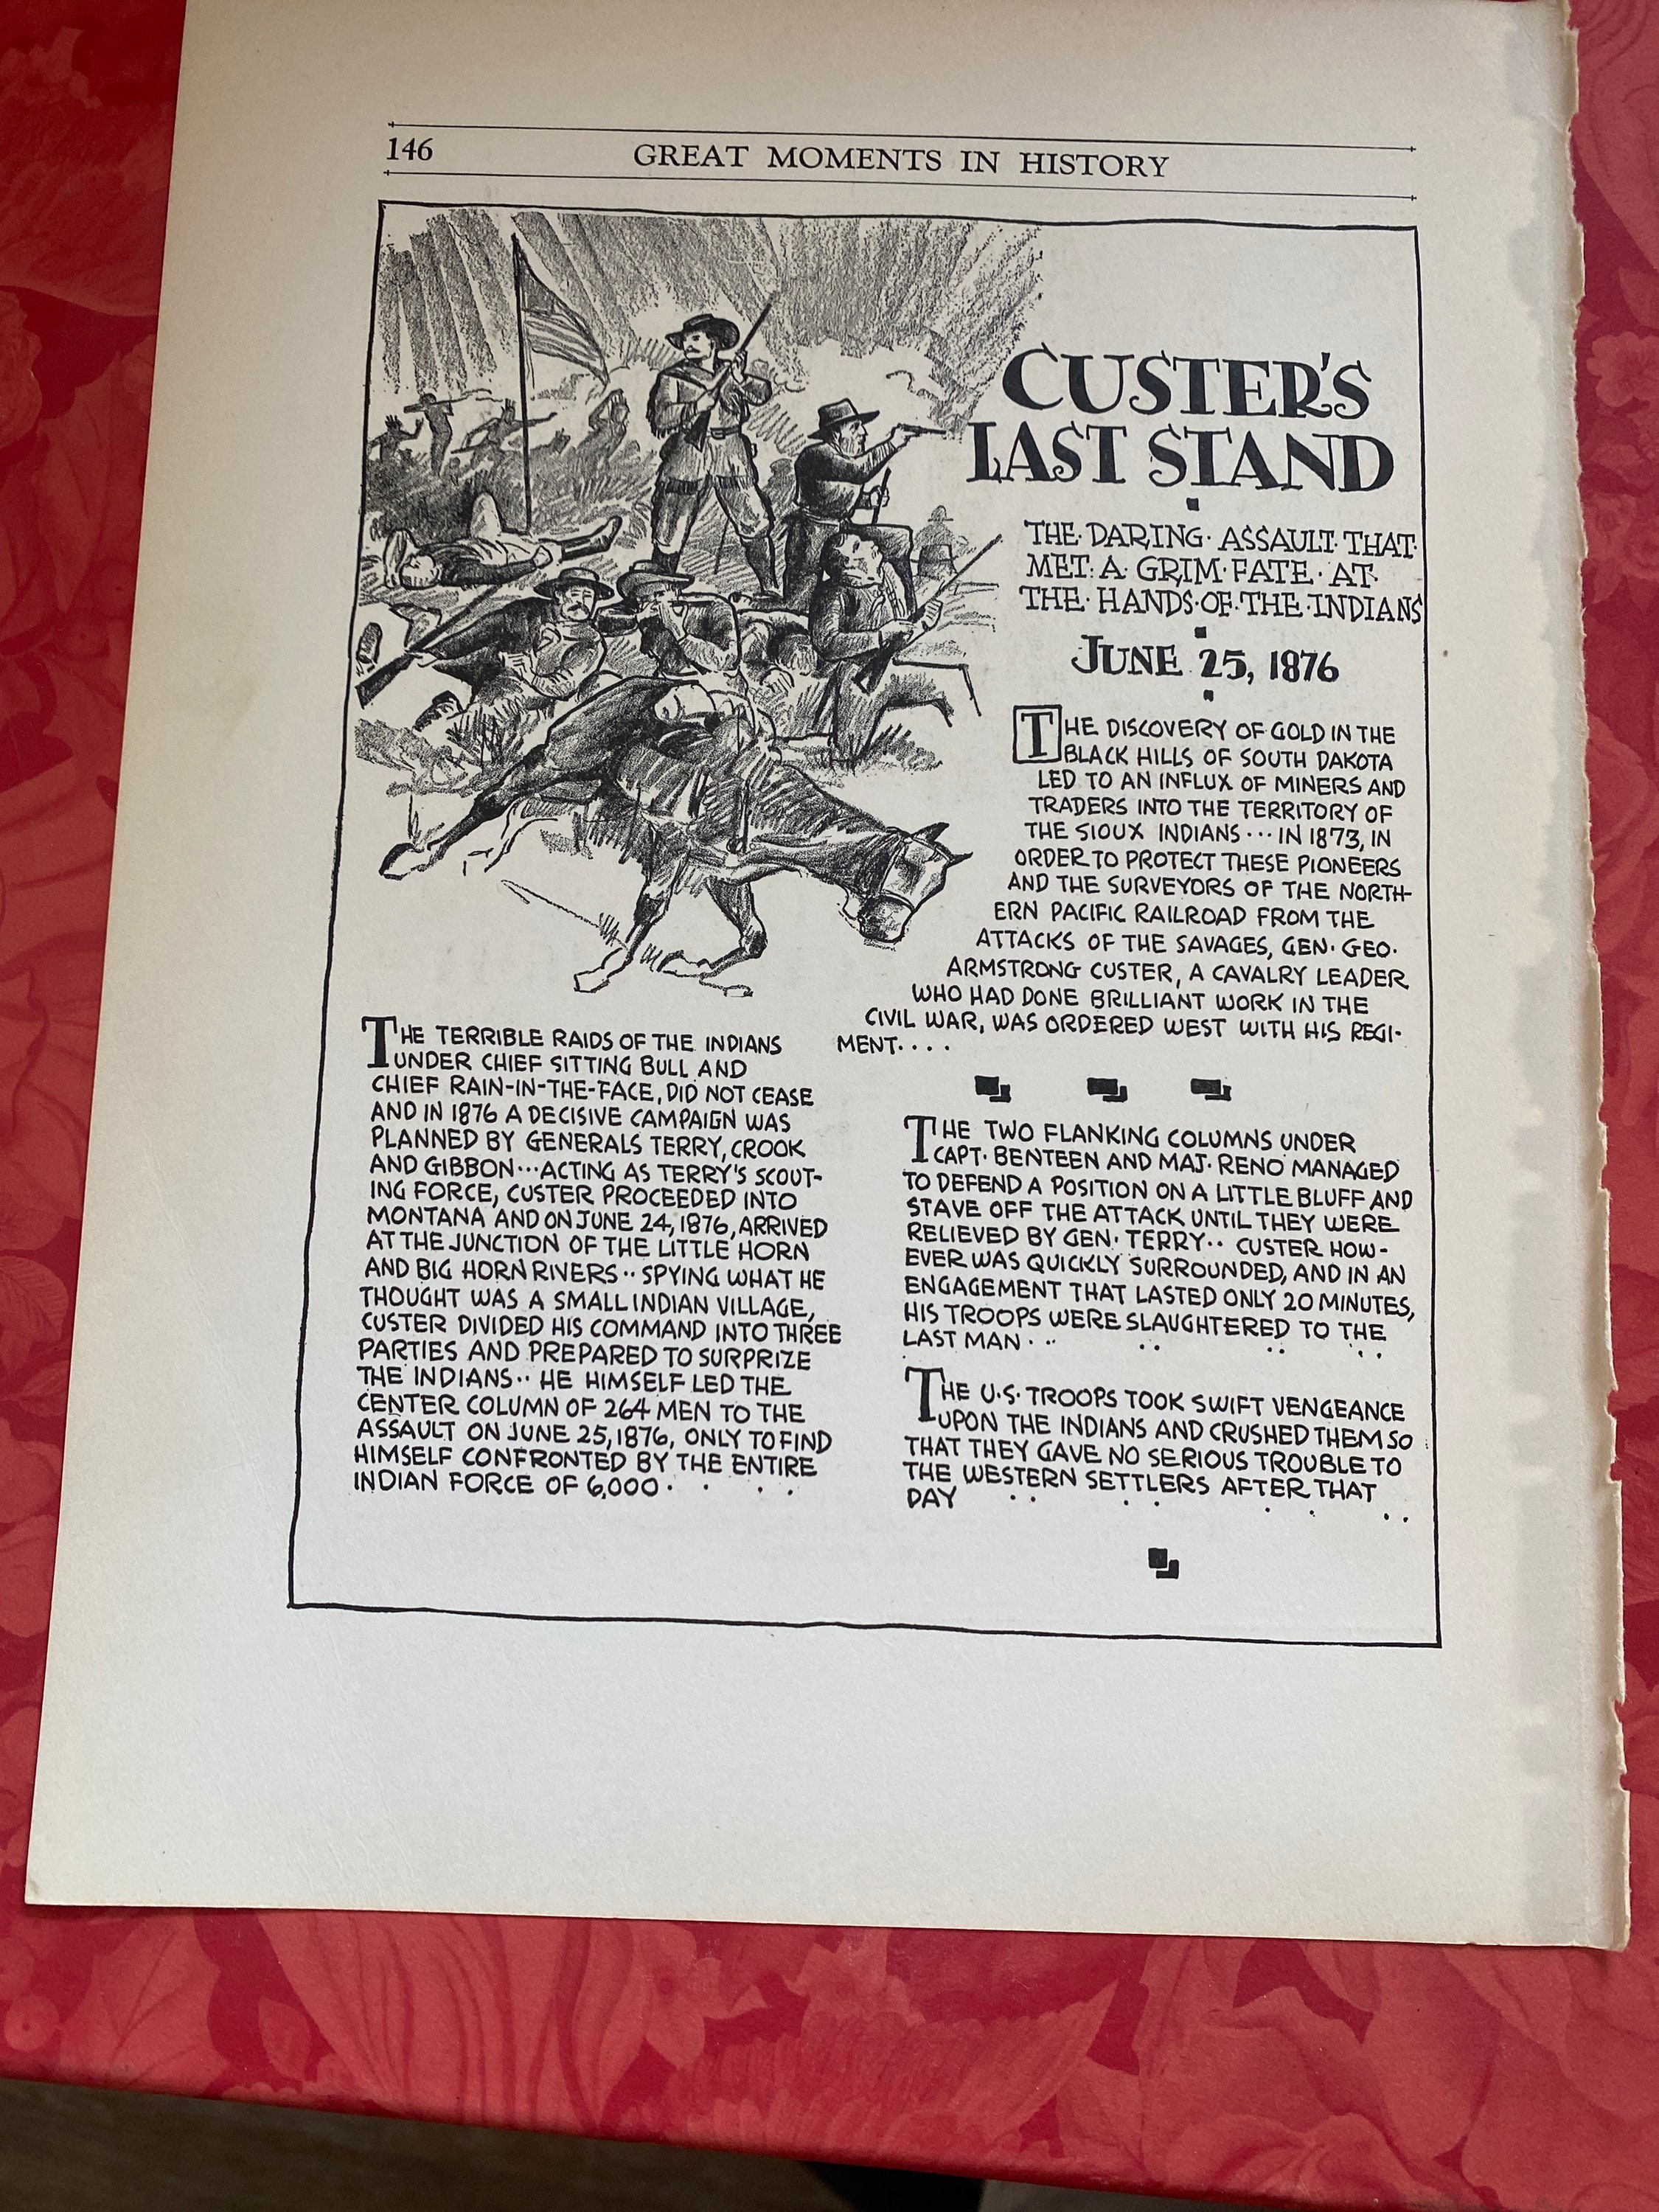 146
GREAT MOMENTS IN HISTORY
CUSTER'S
LAST STAND
THE·DARING·ASSAULT·THAT·
MET·A·GRIM·FATE·AT·
THE·HANDS·OF·THE·INDIANS
JUNE 25, 1876
THE DISCOVERY OF GOLD IN THE
BLACK HILLS OF SOUTH DAKOTA
LED TO AN INFLUX OF MINERS AND
TRADERS INTO THE TERRITORY OF
THE SIOUX INDIANS··· IN 1873, IN
ORDER TO PROTECT THESE PIONEERS
AND THE SURVEYORS OF THE NORTH-
ERN PACIFIC RAILROAD FROM THE
ATTACKS OF THE SAVAGES, GEN· GEO·
ARMSTRONG CUSTER, A CAVALRY LEADER
WHO HAD DONE BRILLIANT WORK IN THE
CIVIL WAR, WAS ORDERED WEST WITH HIS REGI-
MENT····
THE TERRIBLE RAIDS OF THE INDIANS
UNDER CHIEF SITTING BULL AND
CHIEF RAIN-IN-THE-FACE, DID NOT CEASE
AND IN 1876 A DECISIVE CAMPAIGN WAS
PLANNED BY GENERALS TERRY, CROOK
AND GIBBON···ACTING AS TERRY'S SCOUT-
ING FORCE, CUSTER PROCEEDED INTO
MONTANA AND ON JUNE 24, 1876, ARRIVED
AT THE JUNCTION OF THE LITTLE HORN
AND BIG HORN RIVERS·· SPYING WHAT HE
THOUGHT WAS A SMALL INDIAN VILLAGE,
CUSTER DIVIDED HIS COMMAND INTO THREE
PARTIES AND PREPARED TO SURPRIZE
THE INDIANS·· HE HIMSELF LED THE
CENTER COLUMN OF 264 MEN TO THE
ASSAULT ON JUNE 25, 1876, ONLY TO FIND
HIMSELF CONFRONTED BY THE ENTIRE
INDIAN FORCE OF 6,000· · · ·
THE TWO FLANKING COLUMNS UNDER
CAPT· BENTEEN AND MAJ· RENO MANAGED
TO DEFEND A POSITION ON A LITTLE BLUFF AND
STAVE OFF THE ATTACK UNTIL THEY WERE
RELIEVED BY GEN· TERRY·· CUSTER HOW-
EVER WAS QUICKLY SURROUNDED, AND IN AN
ENGAGEMENT THAT LASTED ONLY 20 MINUTES,
HIS TROOPS WERE SLAUGHTERED TO THE
LAST MAN· ·· ·· ·· ··
THE U·S· TROOPS TOOK SWIFT VENGEANCE
UPON THE INDIANS AND CRUSHED THEM SO
THAT THEY GAVE NO SERIOUS TROUBLE TO
THE WESTERN SETTLERS AFTER THAT
DAY ·· ·· · · ··